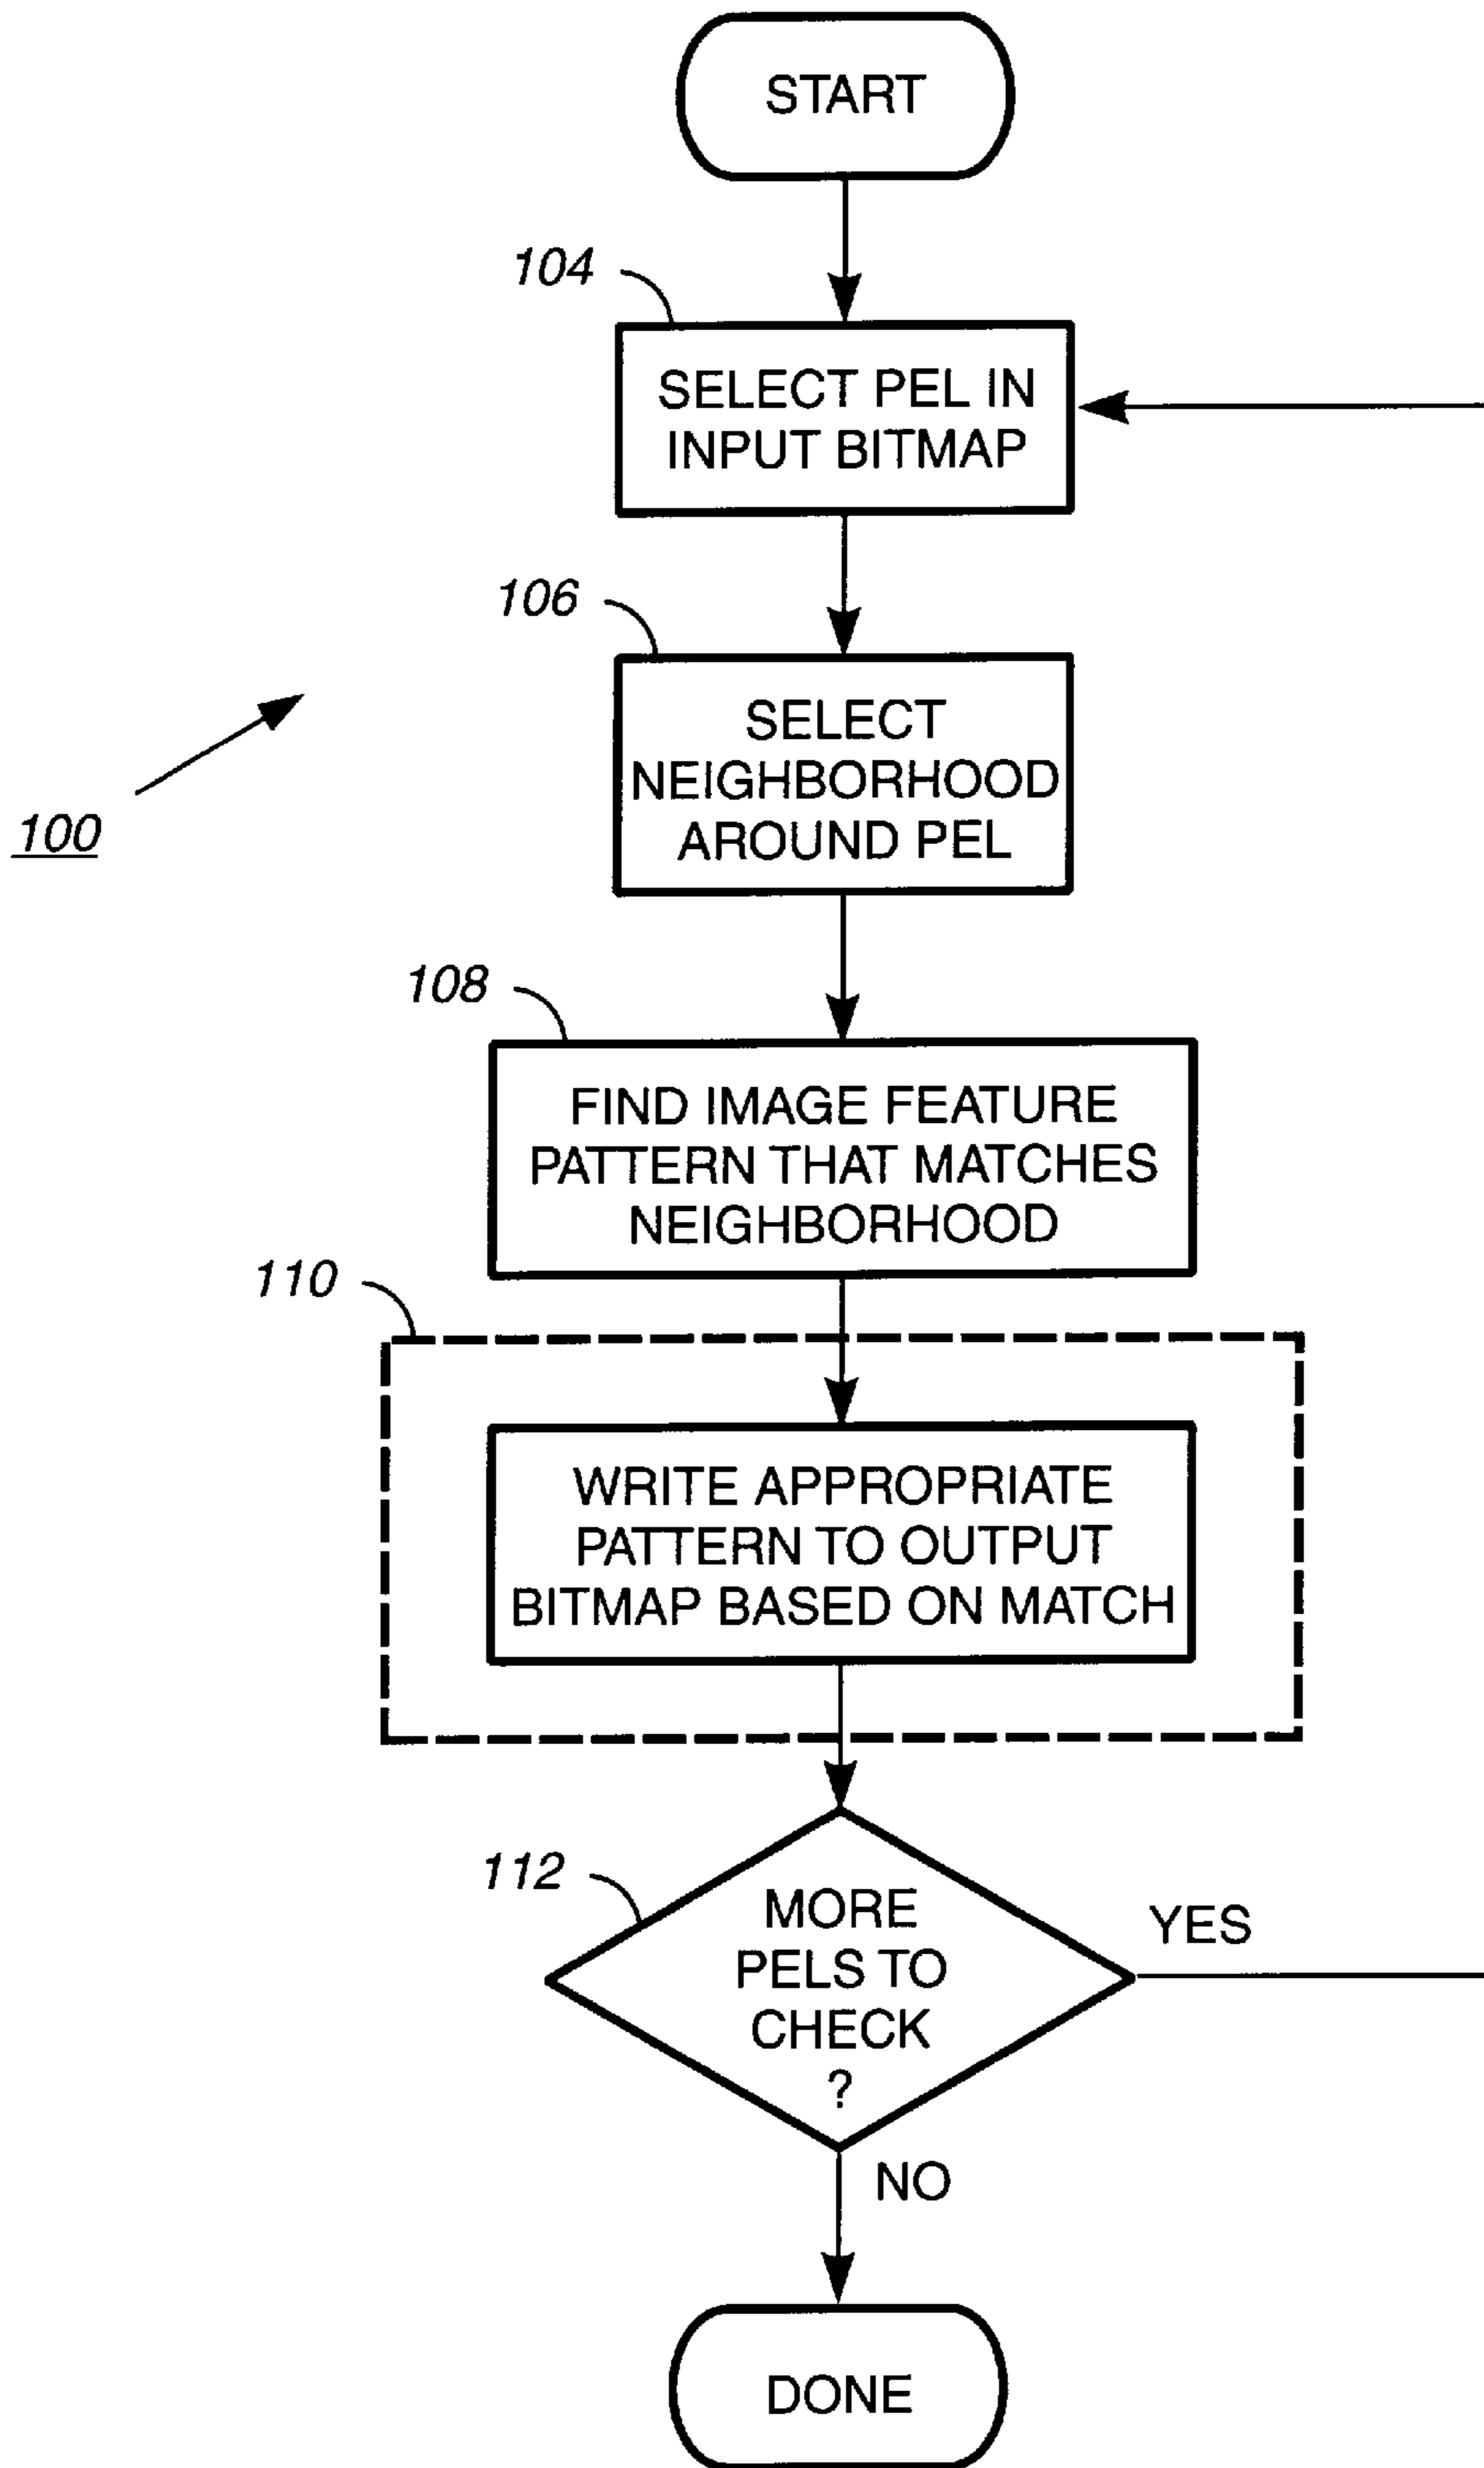 START
104
SELECT PEL IN
INPUT BITMAP
106
SELECT
NEIGHBORHOOD
AROUND PEL
100
108
FIND IMAGE FEATURE
PATTERN THAT MATCHES
NEIGHBORHOOD
110
WRITE APPROPRIATE
PATTERN TO OUTPUT
BITMAP BASED ON MATCH
112
MORE
PELS TO
CHECK
?
YES
NO
DONE